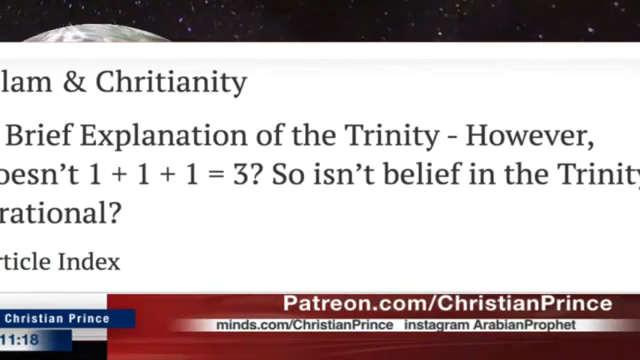 lam & Chritianity
Brief Explanation of the Trinity - However,
oesn't 1 + 1 + 1 = 3? So isn't belief in the Trinity
rational?
rticle Index
Patreon.com/ChristianPrince
Christian Prince
minds.com/ChristianPrince instagram ArabianProphet
11:18